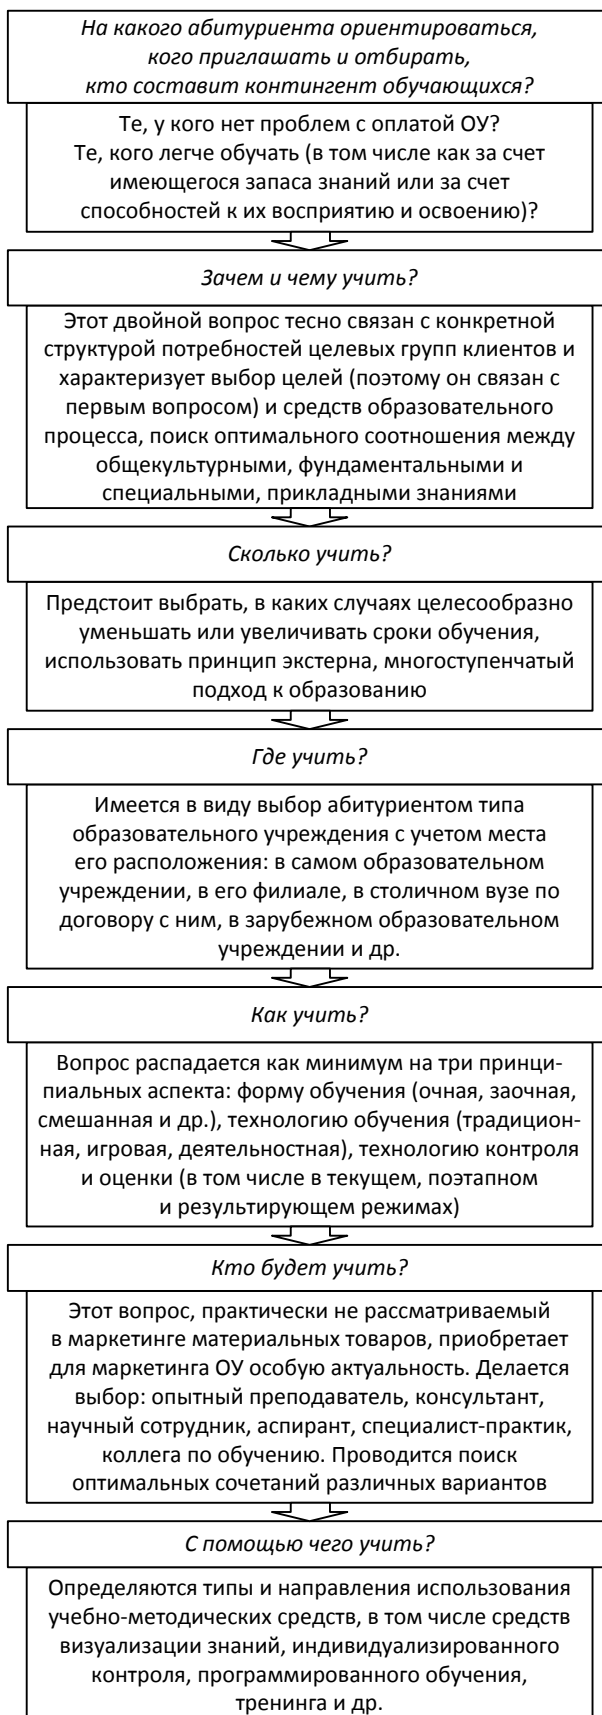 На какого абитуриента ориентироваться,
кого приглашать и отбирать,
кто составит контингент обучающихся?
Те, у кого нет проблем с оплатой ОУ?
Те, кого легче обучать (в том числе как за счет
имеющегося запаса знаний или за счет
способностей к их восприятию и освоению)?
Зачем и чему учить?
Этот двойной вопрос тесно связан с конкретной
структурой потребностей целевых групп клиентов и
характеризует выбор целей (поэтому он связан с
первым вопросом) и средств образовательного
процесса, поиск оптимального соотношения между
общекультурными, фундаментальными и
специальными, прикладными знаниями
Сколько учить?
Предстоит выбрать, в каких случаях целесообразно
уменьшать или увеличивать сроки обучения,
использовать принцип экстерна, многоступенчатый
подход к образованию
Где учить?
Имеется в виду выбор абитуриентом типа
образовательного учреждения с учетом места
его расположения: в самом образовательном
учреждении, в его филиале, в столичном вузе по
договору с ним, в зарубежном образовательном
учреждении и др.
Как учить?
Вопрос распадается как минимум на три принци-
пиальных аспекта: форму обучения (очная, заочная,
смешанная и др.), технологию обучения (традицион-
ная, игровая, деятельностная), технологию контроля
и оценки (в том числе в текущем, поэтапном
и результирующем режимах)
Кто будет учить?
Этот вопрос, практически не рассматриваемый
в маркетинге материальных товаров, приобретает
для маркетинга ОУ особую актуальность. Делается
выбор: опытный преподаватель, консультант,
научный сотрудник, аспирант, специалист-практик,
коллега по обучению. Проводится поиск
оптимальных сочетаний различных вариантов
С помощью чего учить?
Определяются типы и направления использования
учебно-методических средств, в том числе средств
визуализации знаний, индивидуализированного
контроля, программированного обучения,
тренинга и др.